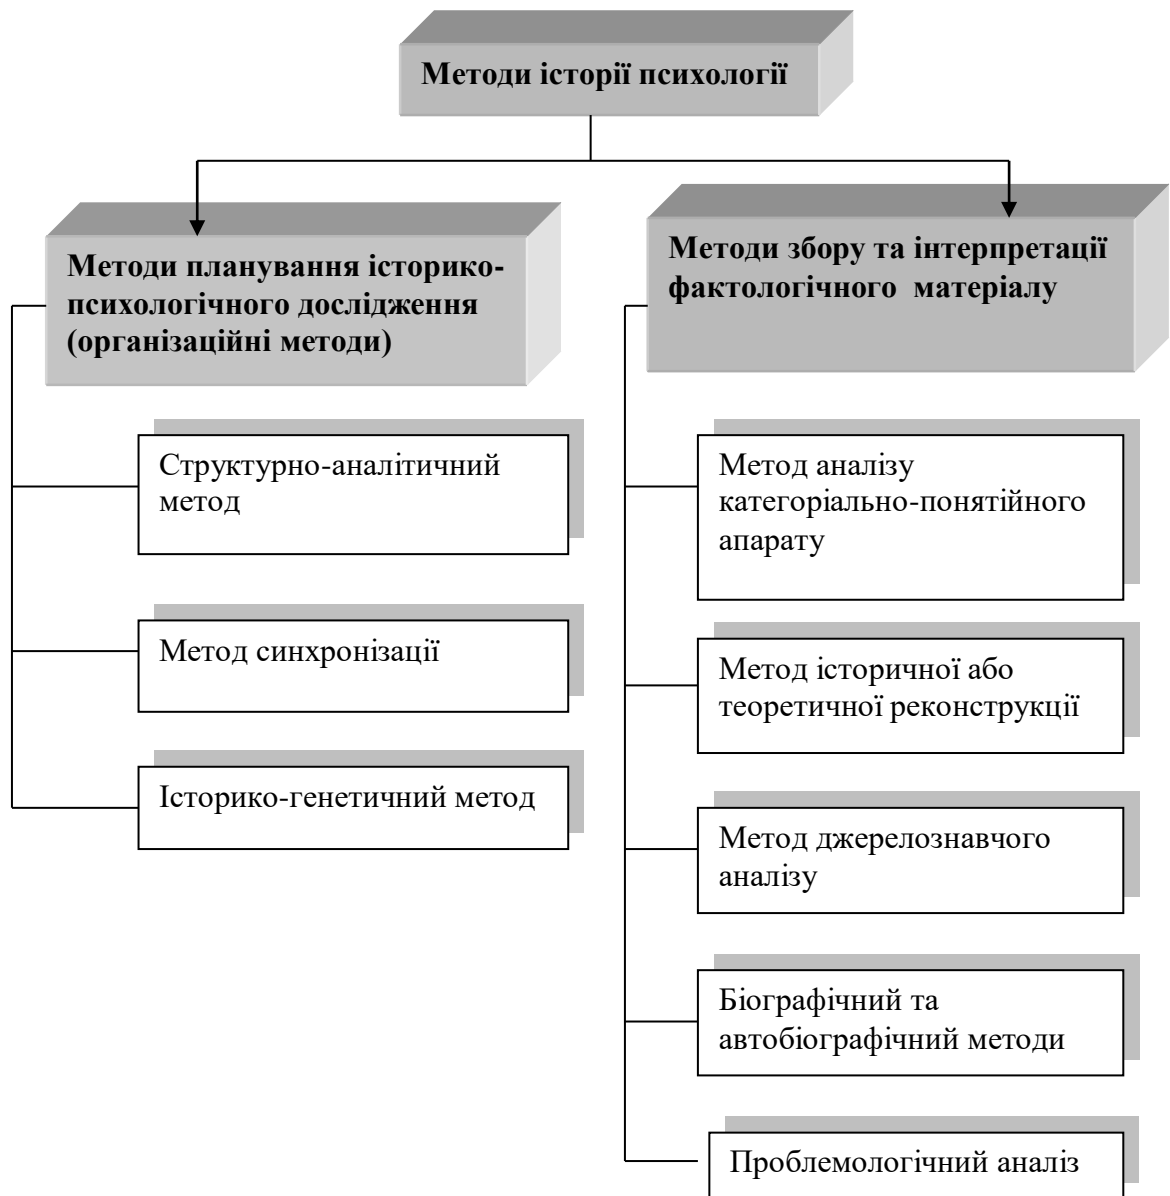 Методи історії психології
Методи планування історико-
психологічного дослідження
(організаційні методи)
Структурно-аналітичний
метод
Метод синхронізації
Історико-генетичний метод
Методи збору та інтерпретації
фактологічного матеріалу
Метод аналізу
категоріально-понятійного
апарату
Метод історичної або
теоретичної реконструкції
Метод джерелознавчого
аналізу
Біографічний та
автобіографічний методи
Проблемологічний аналіз